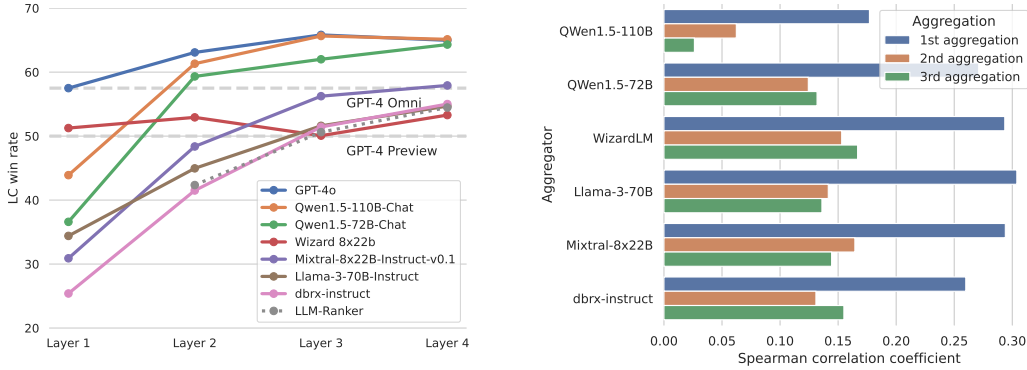 70
60
50
40
30
20
LC win rate
GPT-4 Omni
GPT-4 Preview
GPT-4o
Qwen1.5-110B-Chat
Qwen1.5-72B-Chat
Wizard 8x22b
Mixtral-8x22B-Instruct-v0.1
Llama-3-70B-Instruct
dbrx-instruct
LLM-Ranker
Layer 1 Layer 2 Layer 3 Layer 4
Aggregator
QWen1.5-110B
QWen1.5-72B
WizardLM
Llama-3-70B
Mixtral-8x22B
dbrx-instruct
Aggregation
1st aggregation
2nd aggregation
3rd aggregation
0.00 0.05 0.10 0.15 0.20 0.25 0.30
Spearman correlation coefficient